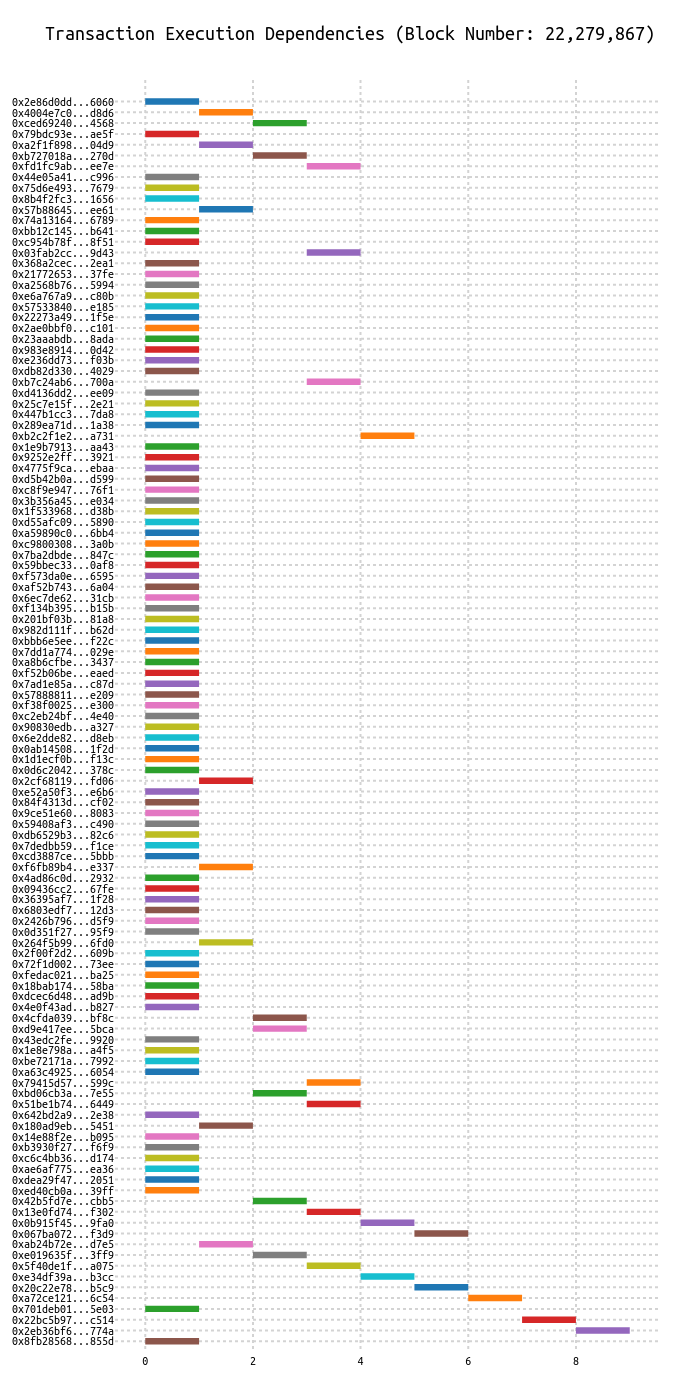 Transaction Execution Dependencies (Block Number: 22,279,867)
0x2e86d0dd...6060
0x4004e7c0...d8d6
0xced69240...4568
0x79bdc93e...ae5f
0xa2f1f898...04d9
0xb727018a...270d
0xfd1fc9ab...ee7e
0x44e05a41...c996
0x75d6e493...7679
0x8b4f2fc3...1656
0x57b88645...ee61
0x74a13164...6789
0xbb12c145...b641
0xc954b78f...8f51
0x03fab2cc...9d43
0x368a2cec...2ea1
0x21772653...37fe
0xa2568b76...5994
0xe6a767a9...c80b
0x57533840...e185
0x22273a49...1f5e
0x2ae0bbf0...c101
0x23aaabdb...8ada
0x983e8914...0d42
0xe236dd73...f03b
0xdb82d330...4029
0xb7c24ab6...700a
0xd4136dd2...ee09
0x25c7e15f...2e21
0x447b1cc3...7da8
0x289ea71d...1a38
0xb2c2f1e2...a731
0x1e9b7913...aa43
0x9252e2ff...3921
0x4775f9ca...ebaa
0xd5b42b0a...d599
0xc8f9e947...76f1
0x3b356a45...e034
0x1f533968...d38b
0xd55afc09...5890
0xa59890c0...6bb4
0xc9800308...3a0b
0x7ba2dbde...847c
0x59bbec33...0af8
0xf573da0e...6595
0xaf52b743...6a04
0x6ec7de62...31cb
0xf134b395...b15b
0x201bf03b...81a8
0x982d111f...b62d
0xbbb6e5ee...f22c
0x7dd1a774...029e
0xa8b6cfbe...3437
0xf52b06be...eaed
0x7ad1e85a...c87d
0x57888811...e209
0xf38f0025...e300
0xc2eb24bf...4e40
0x90830edb...a327
0x6e2dde82...d8eb
0x0ab14508...1f2d
0x1d1ecf0b...f13c
0x0d6c2042...378c
0x2cf68119...fd06
0xe52a50f3...e6b6
0x84f4313d...cf02
0x9ce51e60...8083
0x59408af3...c490
0xdb6529b3...82c6
0x7dedbb59...f1ce
0xcd3887ce...5bbb
0xf6fb89b4...e337
0x4ad86c0d...2932
0x09436cc2...67fe
0x36395af7...1f28
0x6803edf7...12d3
0x2426b796...d5f9
0x0d351f27...95f9
0x264f5b99...6fd0
0x2f00f2d2...609b
0x72f1d002...73ee
0xfedac021...ba25
0x18bab174...58ba
0xdcec6d48...ad9b
0x4e0f43ad...b827
0x4cfda039...bf8c
0xd9e417ee...5bca
0x43edc2fe...9920
0x1e8e798a...a4f5
0xbe72171a...7992
0xa63c4925...6054
0x79415d57...599c
0xbd06cb3a...7e55
0x51be1b74...6449
0x642bd2a9...2e38
0x180ad9eb...5451
0x14e88f2e...b095
0xb3930f27...f6f9
0xc6c4bb36...d174
0xae6af775...ea36
0xdea29f47...2051
0xed40cb0a...39ff
0x42b5fd7e...cbb5
0x13e0fd74...f302
0x0b915f45...9fa0
0x067ba072...f3d9
0xab24b72d...e7e5
0xe019635f...3ff9
0x5f40de1f...a075
0xe34df39a...b3cc
0x20c22e78...b5c9
0xa72ce121...6c54
0x701deb01...5e03
0x22bc5b97...c514
0x2eb36bf6...774a
0x8fb28568...855d
0 2 4 6 8